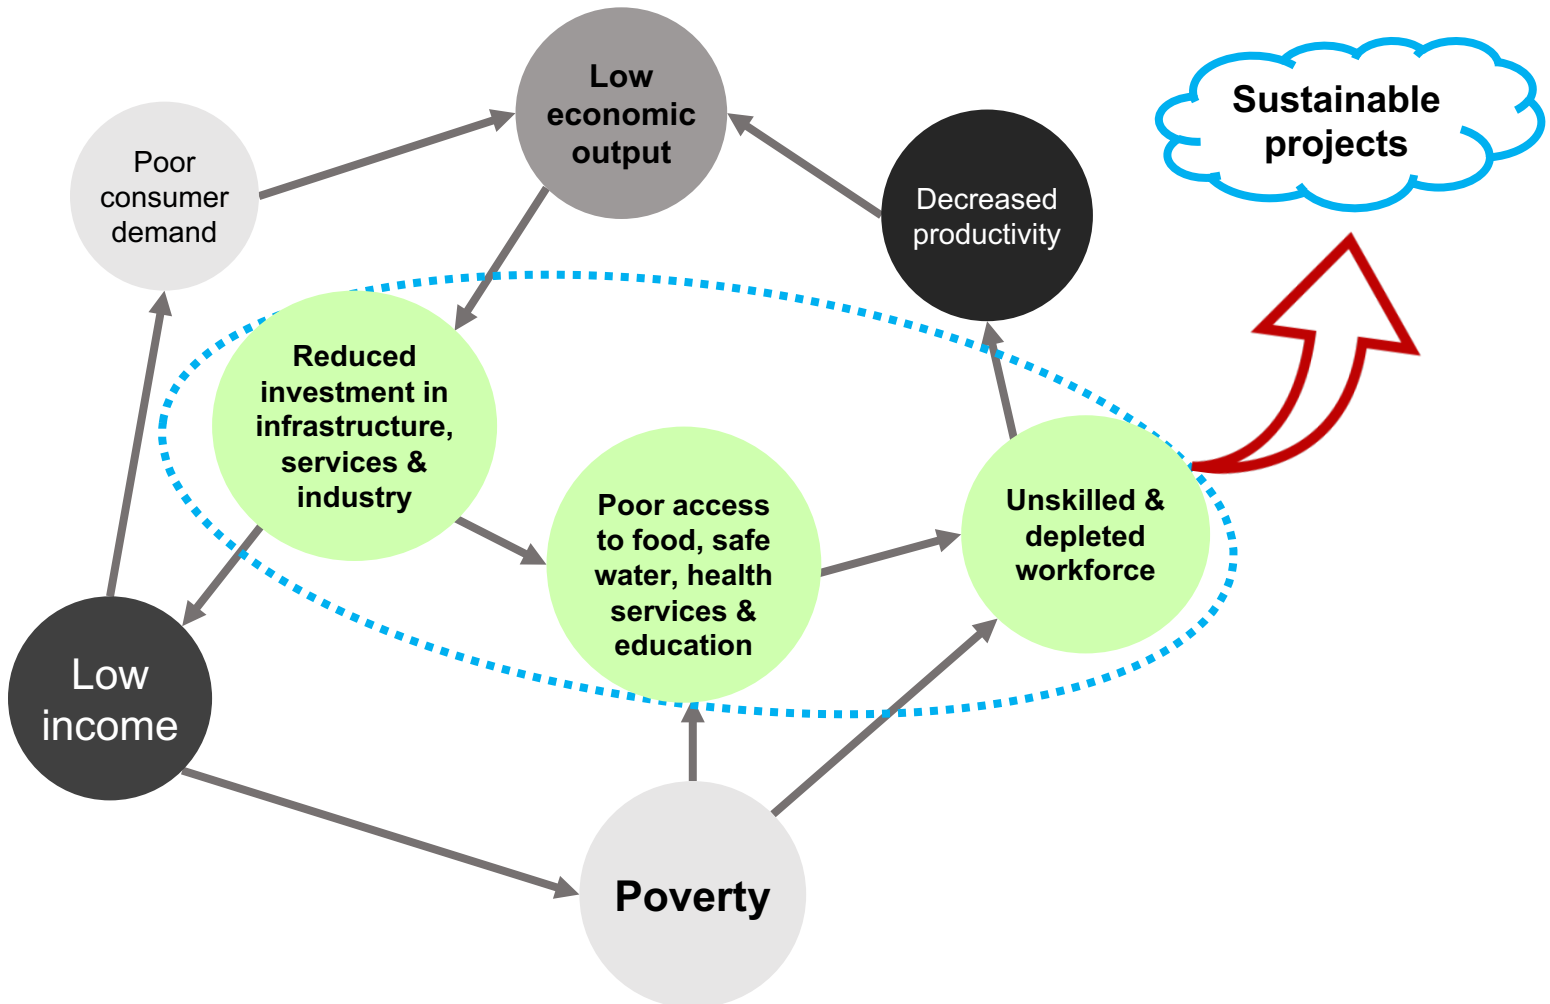 Low
economic
output
Sustainable
projects
Poor
consumer
demand
Decreased
productivity
Reduced
investment in
infrastructure,
services &
industry
Poor access
to food, safe
water, health
services &
education
Unskilled &
depleted
workforce
Low
income
Poverty